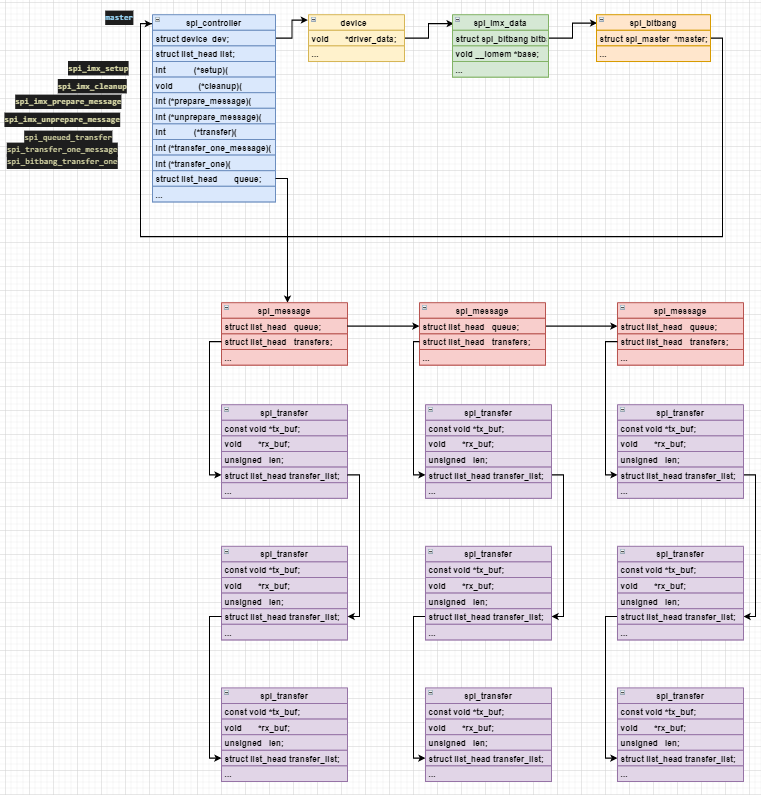 master
spi_controller
struct device dev;
struct list_head list;
int (*setup)(
void (*cleanup)(
int (*prepare_message)(
int (*unprepare_message)(
int (*transfer)(
int (*transfer_one_message)(
int (*transfer_one)(
struct list_head queue;
...
spi_imx_setup
spi_imx_cleanup
spi_imx_prepare_message
spi_imx_unprepare_message
spi_queued_transfer
spi_transfer_one_message
spi_bitbang_transfer_one
device
void *driver_data;
...
spi_imx_data
struct spi_bitbang bitb
void __iomem *base;
...
spi_bitbang
struct spi_master *master;
...
spi_message
struct list_head queue;
struct list_head transfers;
...
spi_message
struct list_head queue;
struct list_head transfers;
...
spi_message
struct list_head queue;
struct list_head transfers;
...
spi_transfer
const void *tx_buf;
void *rx_buf;
unsigned len;
struct list_head transfer_list;
...
spi_transfer
const void *tx_buf;
void *rx_buf;
unsigned len;
struct list_head transfer_list;
...
spi_transfer
const void *tx_buf;
void *rx_buf;
unsigned len;
struct list_head transfer_list;
...
spi_transfer
const void *tx_buf;
void *rx_buf;
unsigned len;
struct list_head transfer_list;
...
spi_transfer
const void *tx_buf;
void *rx_buf;
unsigned len;
struct list_head transfer_list;
...
spi_transfer
const void *tx_buf;
void *rx_buf;
unsigned len;
struct list_head transfer_list;
...
spi_transfer
const void *tx_buf;
void *rx_buf;
unsigned len;
struct list_head transfer_list;
...
spi_transfer
const void *tx_buf;
void *rx_buf;
unsigned len;
struct list_head transfer_list;
...
spi_transfer
const void *tx_buf;
void *rx_buf;
unsigned len;
struct list_head transfer_list;
...